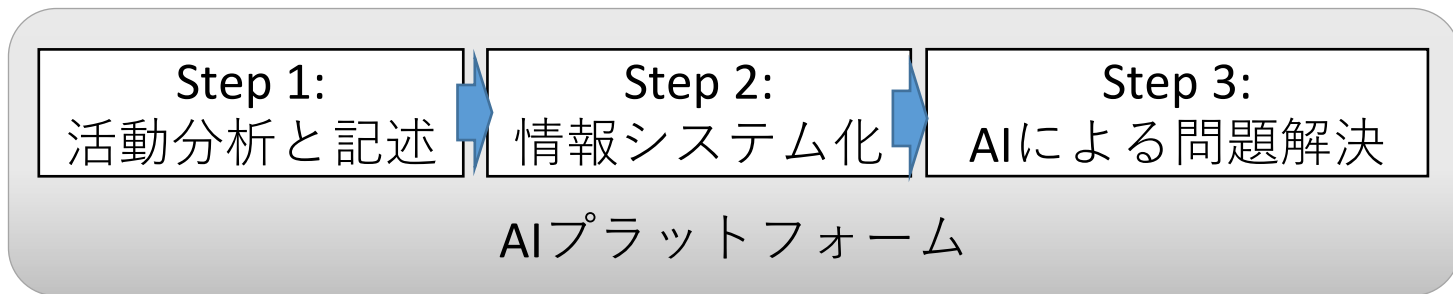 Step 1:
活動分析と記述
Step 2:
情報システム化
Step 3:
AIによる問題解決
AIプラットフォーム